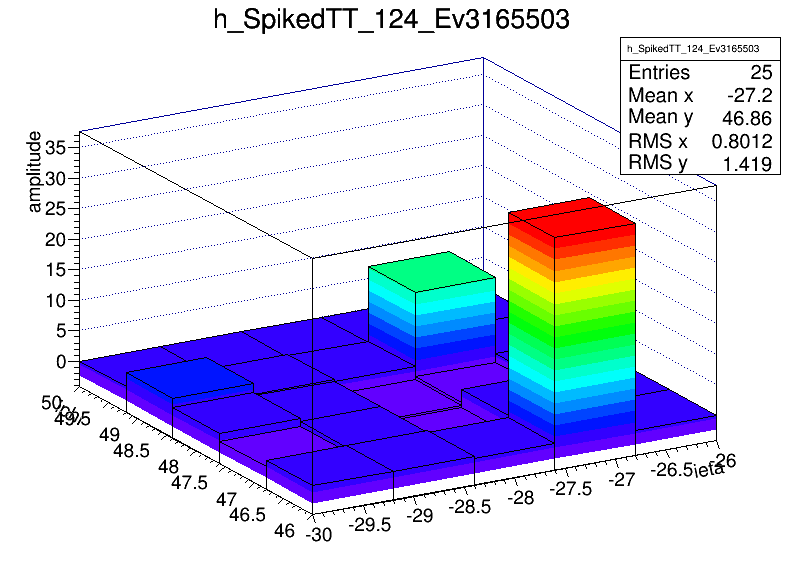 h_SpikedTT_124_Ev3165503
h_SpikedTT_124_Ev3165503
Entries 25
Mean x -27.2
Mean y 46.86
RMS x 0.8012
RMS y 1.419
amplitude
35
30
25
20
15
10
5
0
50
49.5
49
48.5
48
47.5
47
46.5
46
-30
-29.5
-29
-28.5
-28
-27.5
-27
-26.5
-26
ieta